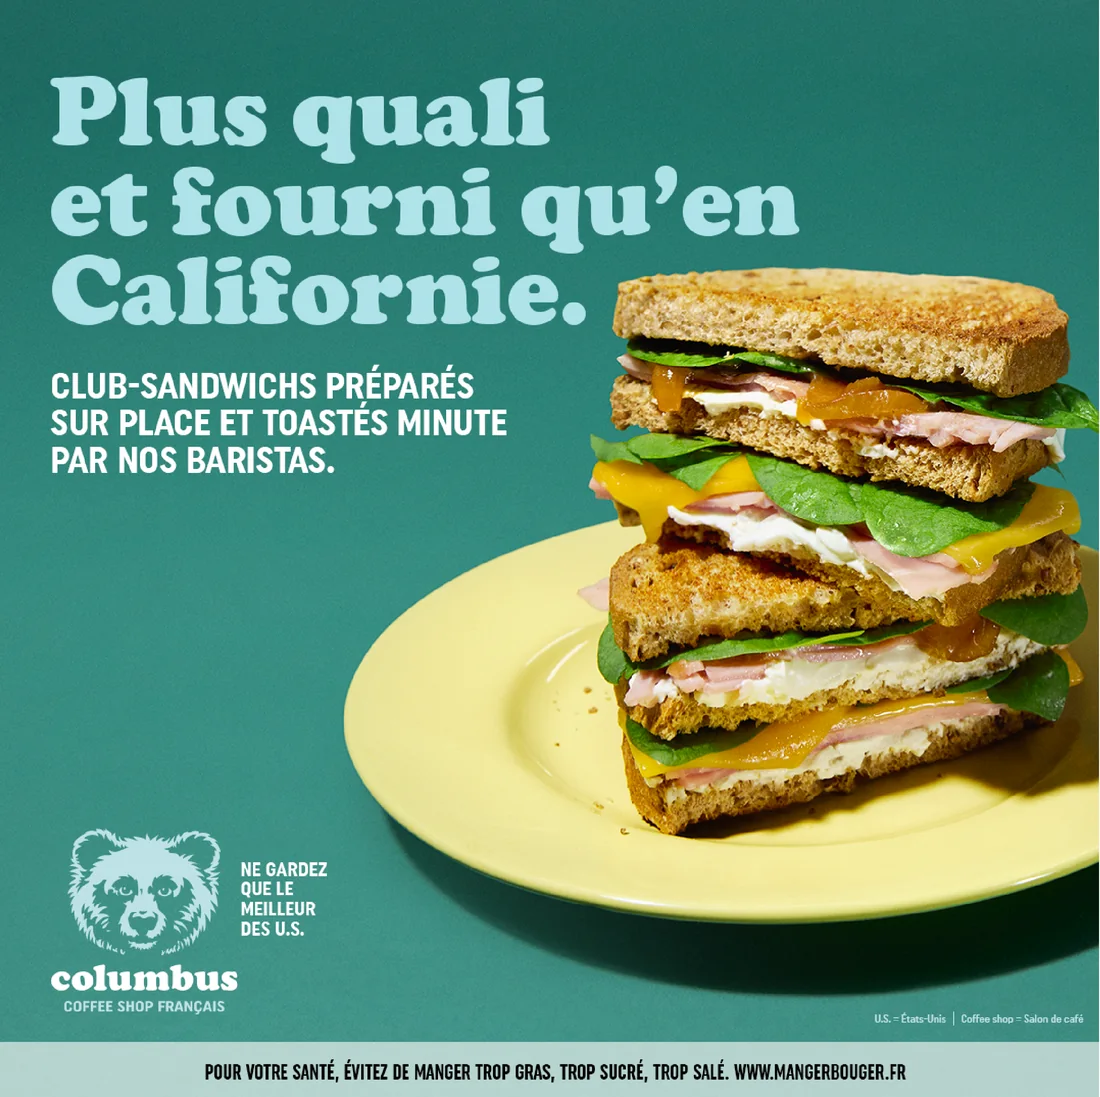 Plus quali
et fourni qu'en
Californie.
CLUB-SANDWICHS PRÉPARÉS
SUR PLACE ET TOASTÉS MINUTE
PAR NOS BARISTAS.
NE GARDEZ
QUE LE
MEILLEUR
DES U.S.
columbus
COFFEE SHOP FRANÇAIS
U.S. = États-Unis | Coffee shop = Salon de café
POUR VOTRE SANTÉ, ÉVITEZ DE MANGER TROP GRAS, TROP SUCRÉ, TROP SALÉ. WWW.MANGERBOUGER.FR